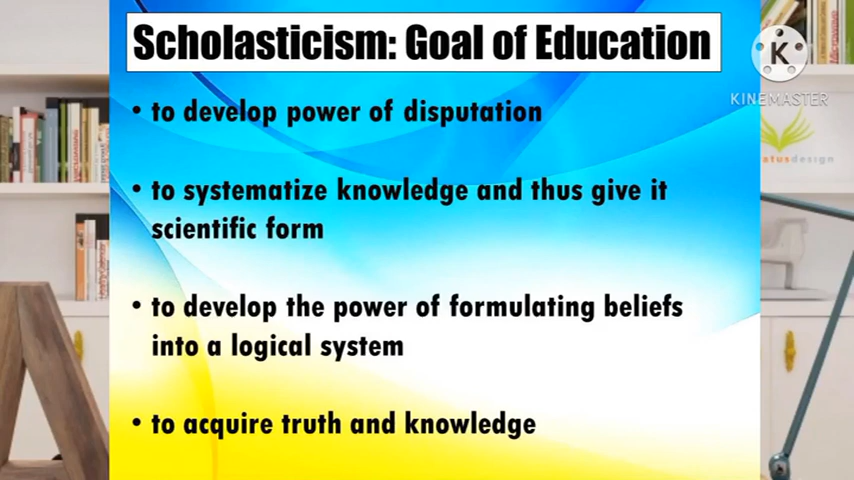 Scholasticism: Goal of Education
• to develop power of disputation
• to systematize knowledge and thus give it
scientific form
• to develop the power of formulating beliefs
into a logical system
• to acquire truth and knowledge
K
KINEMASTER
atusdesign